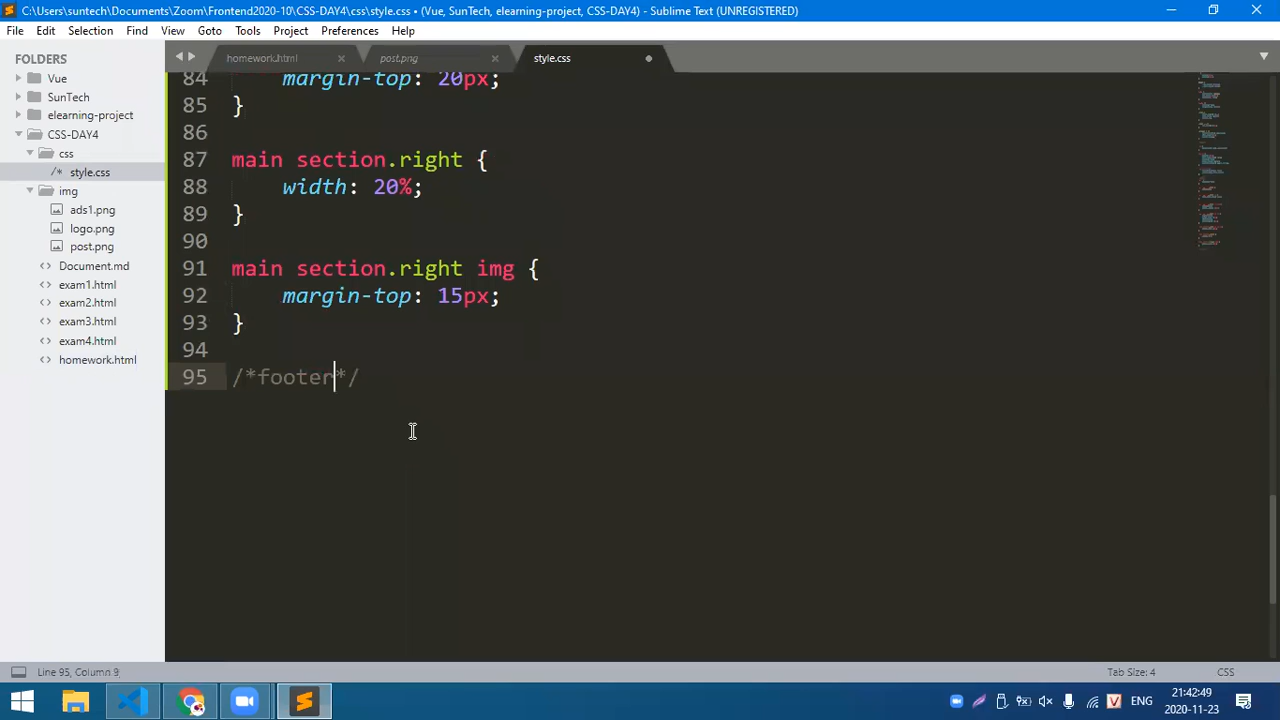 C:\Users\suntech\Documents\Zoom\Frontend2020-10\CSS-DAY4\css\style.css • (Vue, SunTech, elearning-project, CSS-DAY4) - Sublime Text (UNREGISTERED)
File Edit Selection Find View Goto Tools Project Preferences Help
FOLDERS
Vue
SunTech
elearning-project
CSS-DAY4
css
/* style.css
img
ads1.png
logo.png
post.png
<> Document.md
<> exam1.html
<> exam2.html
<> exam3.html
<> exam4.html
<> homework.html
homework.html post.png style.css
84 margin-top: 20px;
85 }
86
87 main section.right {
88 width: 20%;
89 }
90
91 main section.right img {
92 margin-top: 15px;
93 }
94
95 /*footer*/
Line 95, Column 9; Tab Size: 4 CSS
V ENG 21:42:49
2020-11-23